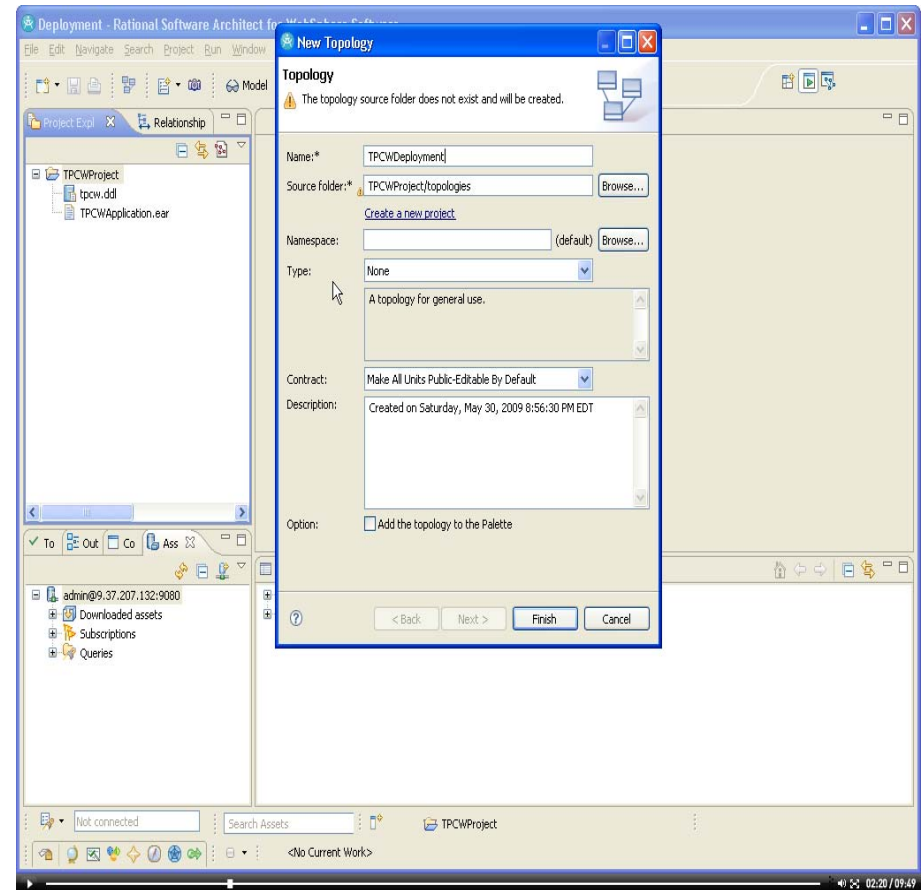 Deployment - Rational Software Architect for WebSphere Software
File Edit Navigate Search Project Run Window
Model
New Topology
Topology
The topology source folder does not exist and will be created.
Project Expl
Relationship
TPCWProject
tpcw.ddl
TPCWApplication.ear
Name:* TPCWDeployment
Source folder:* TPCWProject/topologies Browse...
Create a new project
Namespace: (default) Browse...
Type: None
A topology for general use.
Contract: Make All Units Public-Editable By Default
Description: Created on Saturday, May 30, 2009 8:56:30 PM EDT
Option: Add the topology to the Palette
< Back Next > Finish Cancel
To Out Co Ass
admin@9.37.207.132:9080
Downloaded assets
Subscriptions
Queries
Not connected
Search Assets
TPCWProject
<No Current Work>
02:20 / 09:49